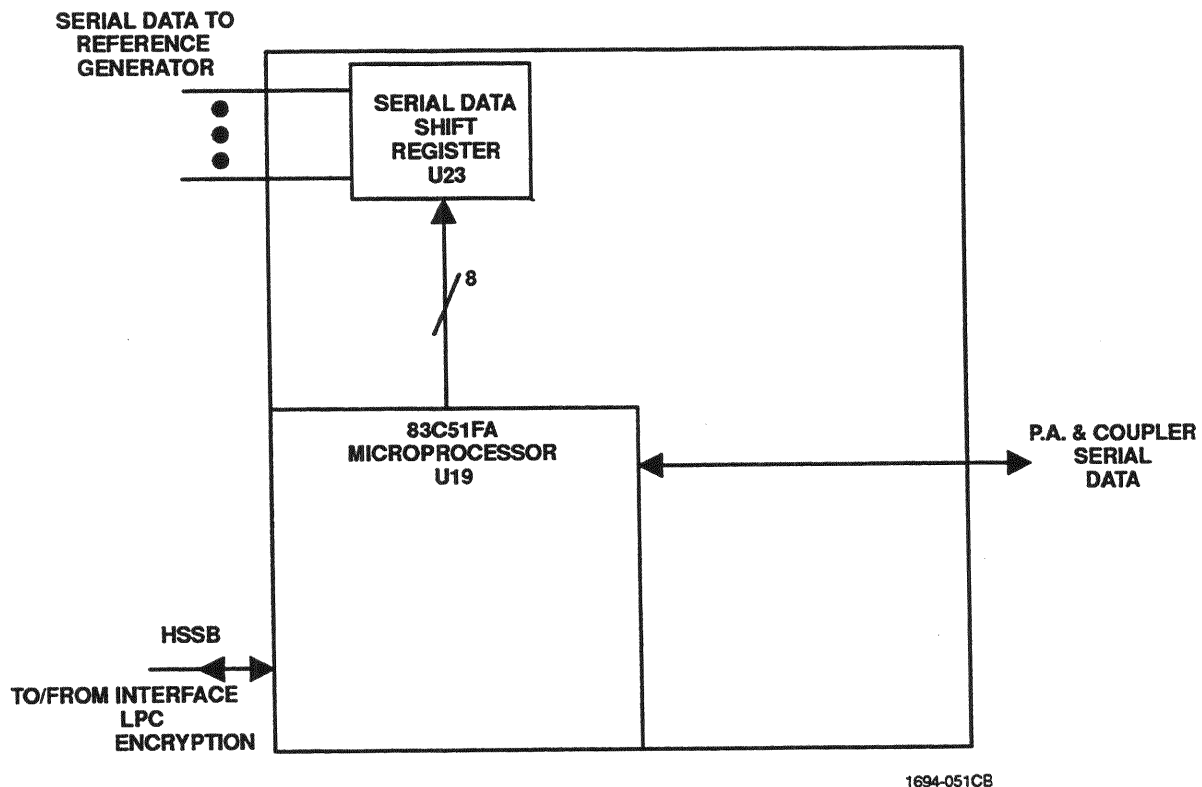 SERIAL DATA TO
REFERENCE
GENERATOR
SERIAL DATA
SHIFT
REGISTER
U23
8
83C51FA
MICROPROCESSOR
U19
P.A. & COUPLER
SERIAL
DATA
HSSB
TO/FROM INTERFACE
LPC
ENCRYPTION
1694-051CB